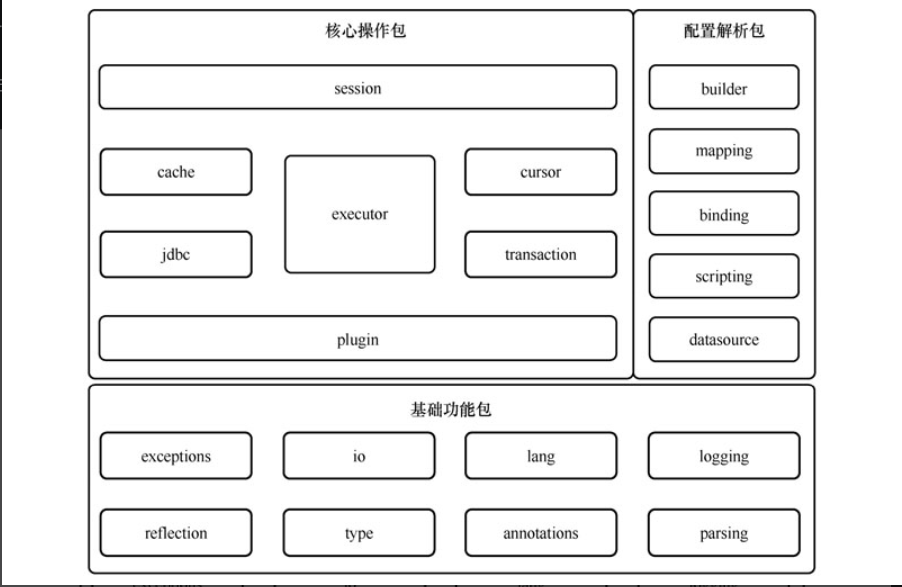 核心操作包
session
cache
executor
cursor
jdbc
transaction
plugin
配置解析包
builder
mapping
binding
scripting
datasource
基础功能包
exceptions
io
lang
logging
reflection
type
annotations
parsing